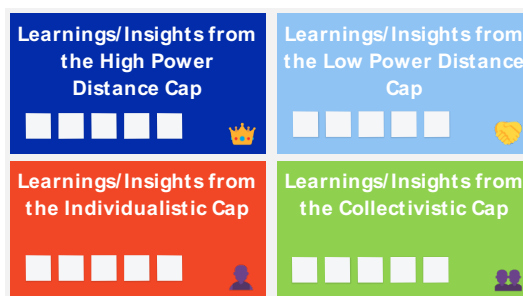 Learnings/Insights from
the High Power
Distance Cap
Learnings/Insights from
the Low Power Distance
Cap
Learnings/Insights from
the Individualistic Cap
Learnings/Insights from
the Collectivistic Cap